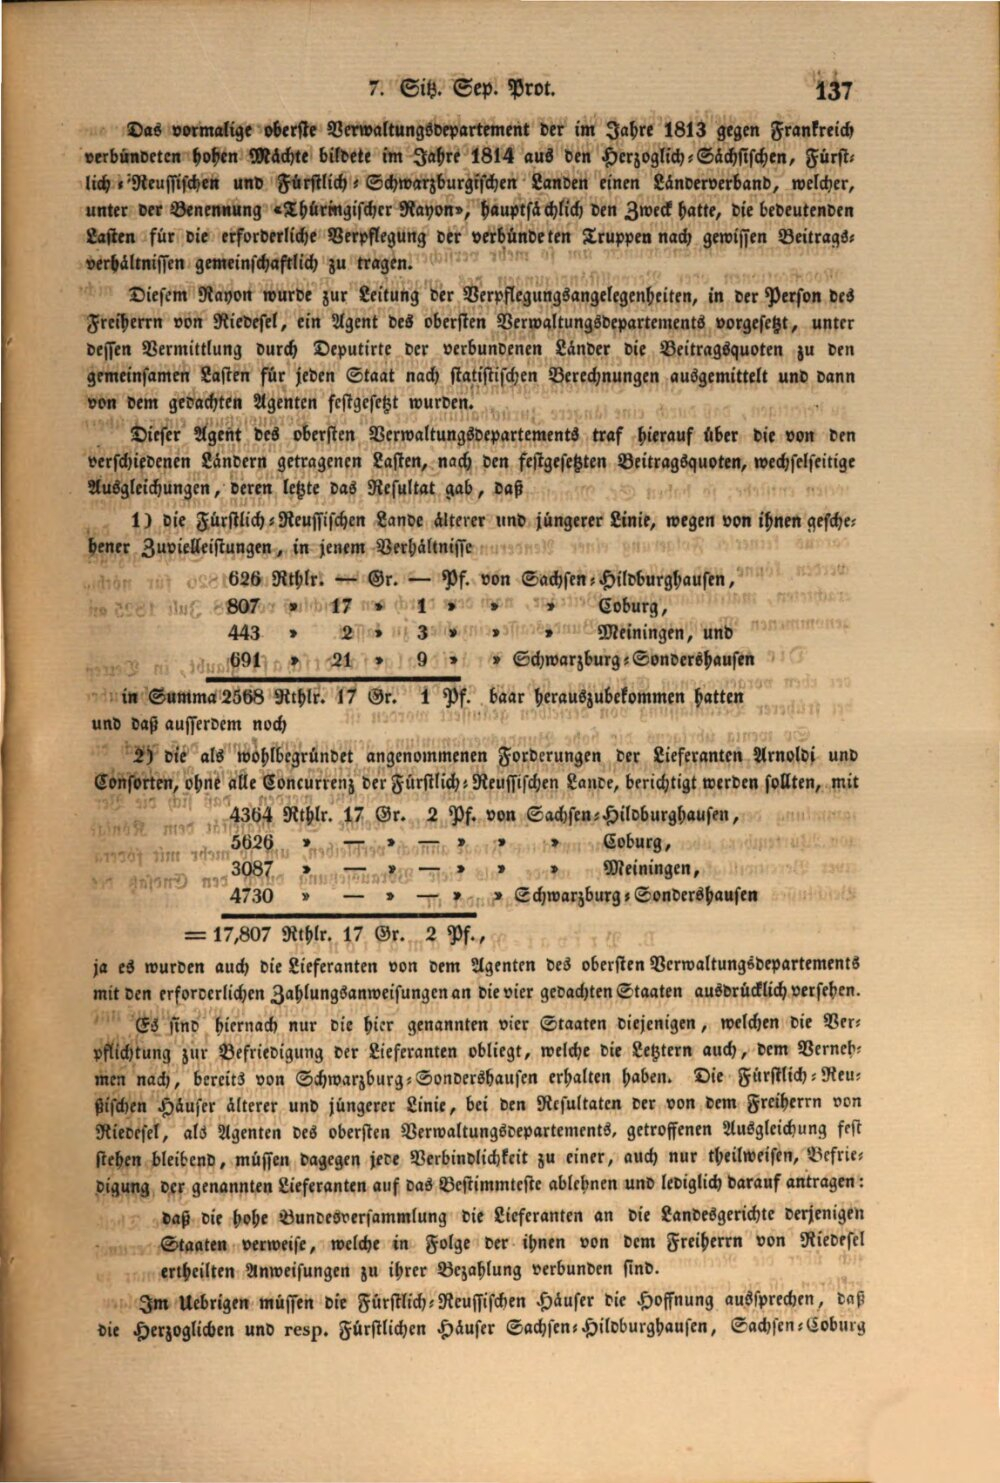 7. Sitz. Sep. Prot. 137
Das vormalige oberste Verwaltungsdepartement der im Jahre 1813 gegen Frankreich
verbündeten hohen Mächte bildete im Jahre 1814 aus den Herzoglich-Sächsischen, Fürst-
lich-Reussischen und Fürstlich-Schwarzburgischen Landen einen Länderverband, welcher,
unter der Benennung «Thüringischer Rayon», hauptsächlich den Zweck hatte, die bedeutenden
Lasten für die erforderliche Verpflegung der verbündeten Truppen nach gewissen Beitrags-
verhältnissen gemeinschaftlich zu tragen.
Diesem Rayon wurde zur Leitung der Verpflegungsangelegenheiten, in der Person des
Freiherrn von Riedesel, ein Agent des obersten Verwaltungsdepartements vorgesetzt, unter
dessen Vermittlung durch Deputirte der verbundenen Länder die Beitragsquoten zu den
gemeinsamen Lasten für jeden Staat nach statistischen Berechnungen ausgemittelt und dann
von dem gedachten Agenten festgesetzt wurden.
Dieser Agent des obersten Verwaltungsdepartements traf hierauf über die von den
verschiedenen Ländern getragenen Lasten, nach den festgesetzten Beitragsquoten, wechselseitige
Ausgleichungen, deren letzte das Resultat gab, daß
1) die Fürstlich-Reussischen Lande älterer und jüngerer Linie, wegen von ihnen gesche-
bener Zuvielleistungen, in jenem Verhältnisse
626 Rthlr. — Gr. — Pf. von Sachsen-Hildburghausen,
807 » 17 » 1 » » » Coburg,
443 » 2 » 3 » » » Meiningen, und
691 » 21 » 9 » » Schwarzburg-Sondershausen
in Summa 2568 Rthlr. 17 Gr. 1 Pf. baar herauszubekommen hatten
und daß ausserdem noch
2) die als wohlbegründet angenommenen Forderungen der Lieferanten Arnoldi und
Consorten, ohne alle Concurrenz der Fürstlich-Reussischen Lande, berichtigt werden sollten, mit
4364 Rthlr. 17 Gr. 2 Pf. von Sachsen-Hildburghausen,
5626 » — » — » » » Coburg,
3087 » — » — » » » Meiningen,
4730 » — » — » » Schwarzburg-Sondershausen
= 17,807 Rthlr. 17 Gr. 2 Pf.,
ja es wurden auch die Lieferanten von dem Agenten des obersten Verwaltungsdepartements
mit den erforderlichen Zahlungsanweisungen an die vier gedachten Staaten ausdrücklich versehen.
Es sind hiernach nur die hier genannten vier Staaten diejenigen, welchen die Ver-
pflichtung zur Befriedigung der Lieferanten obliegt, welche die Letztern auch, dem Verneh-
men nach, bereits von Schwarzburg-Sondershausen erhalten haben. Die Fürstlich-Reu-
ßischen Häuser älterer und jüngerer Linie, bei den Resultaten der von dem Freiherrn von
Riedesel, als Agenten des obersten Verwaltungsdepartements, getroffenen Ausgleichung fest
stehen bleibend, müssen dagegen jede Verbindlichkeit zu einer, auch nur theilweisen, Befrie-
digung der genannten Lieferanten auf das Bestimmteste ablehnen und lediglich darauf antragen:
daß die hohe Bundesversammlung die Lieferanten an die Landesgerichte derjenigen
Staaten verweise, welche in Folge der ihnen von dem Freiherrn von Riedesel
ertheilten Anweisungen zu ihrer Bezahlung verbunden sind.
Im Uebrigen müssen die Fürstlich-Reussischen Häuser die Hoffnung aussprechen, daß
die Herzoglichen und resp. Fürstlichen Häuser Sachsen-Hildburghausen, Sachsen-Coburg